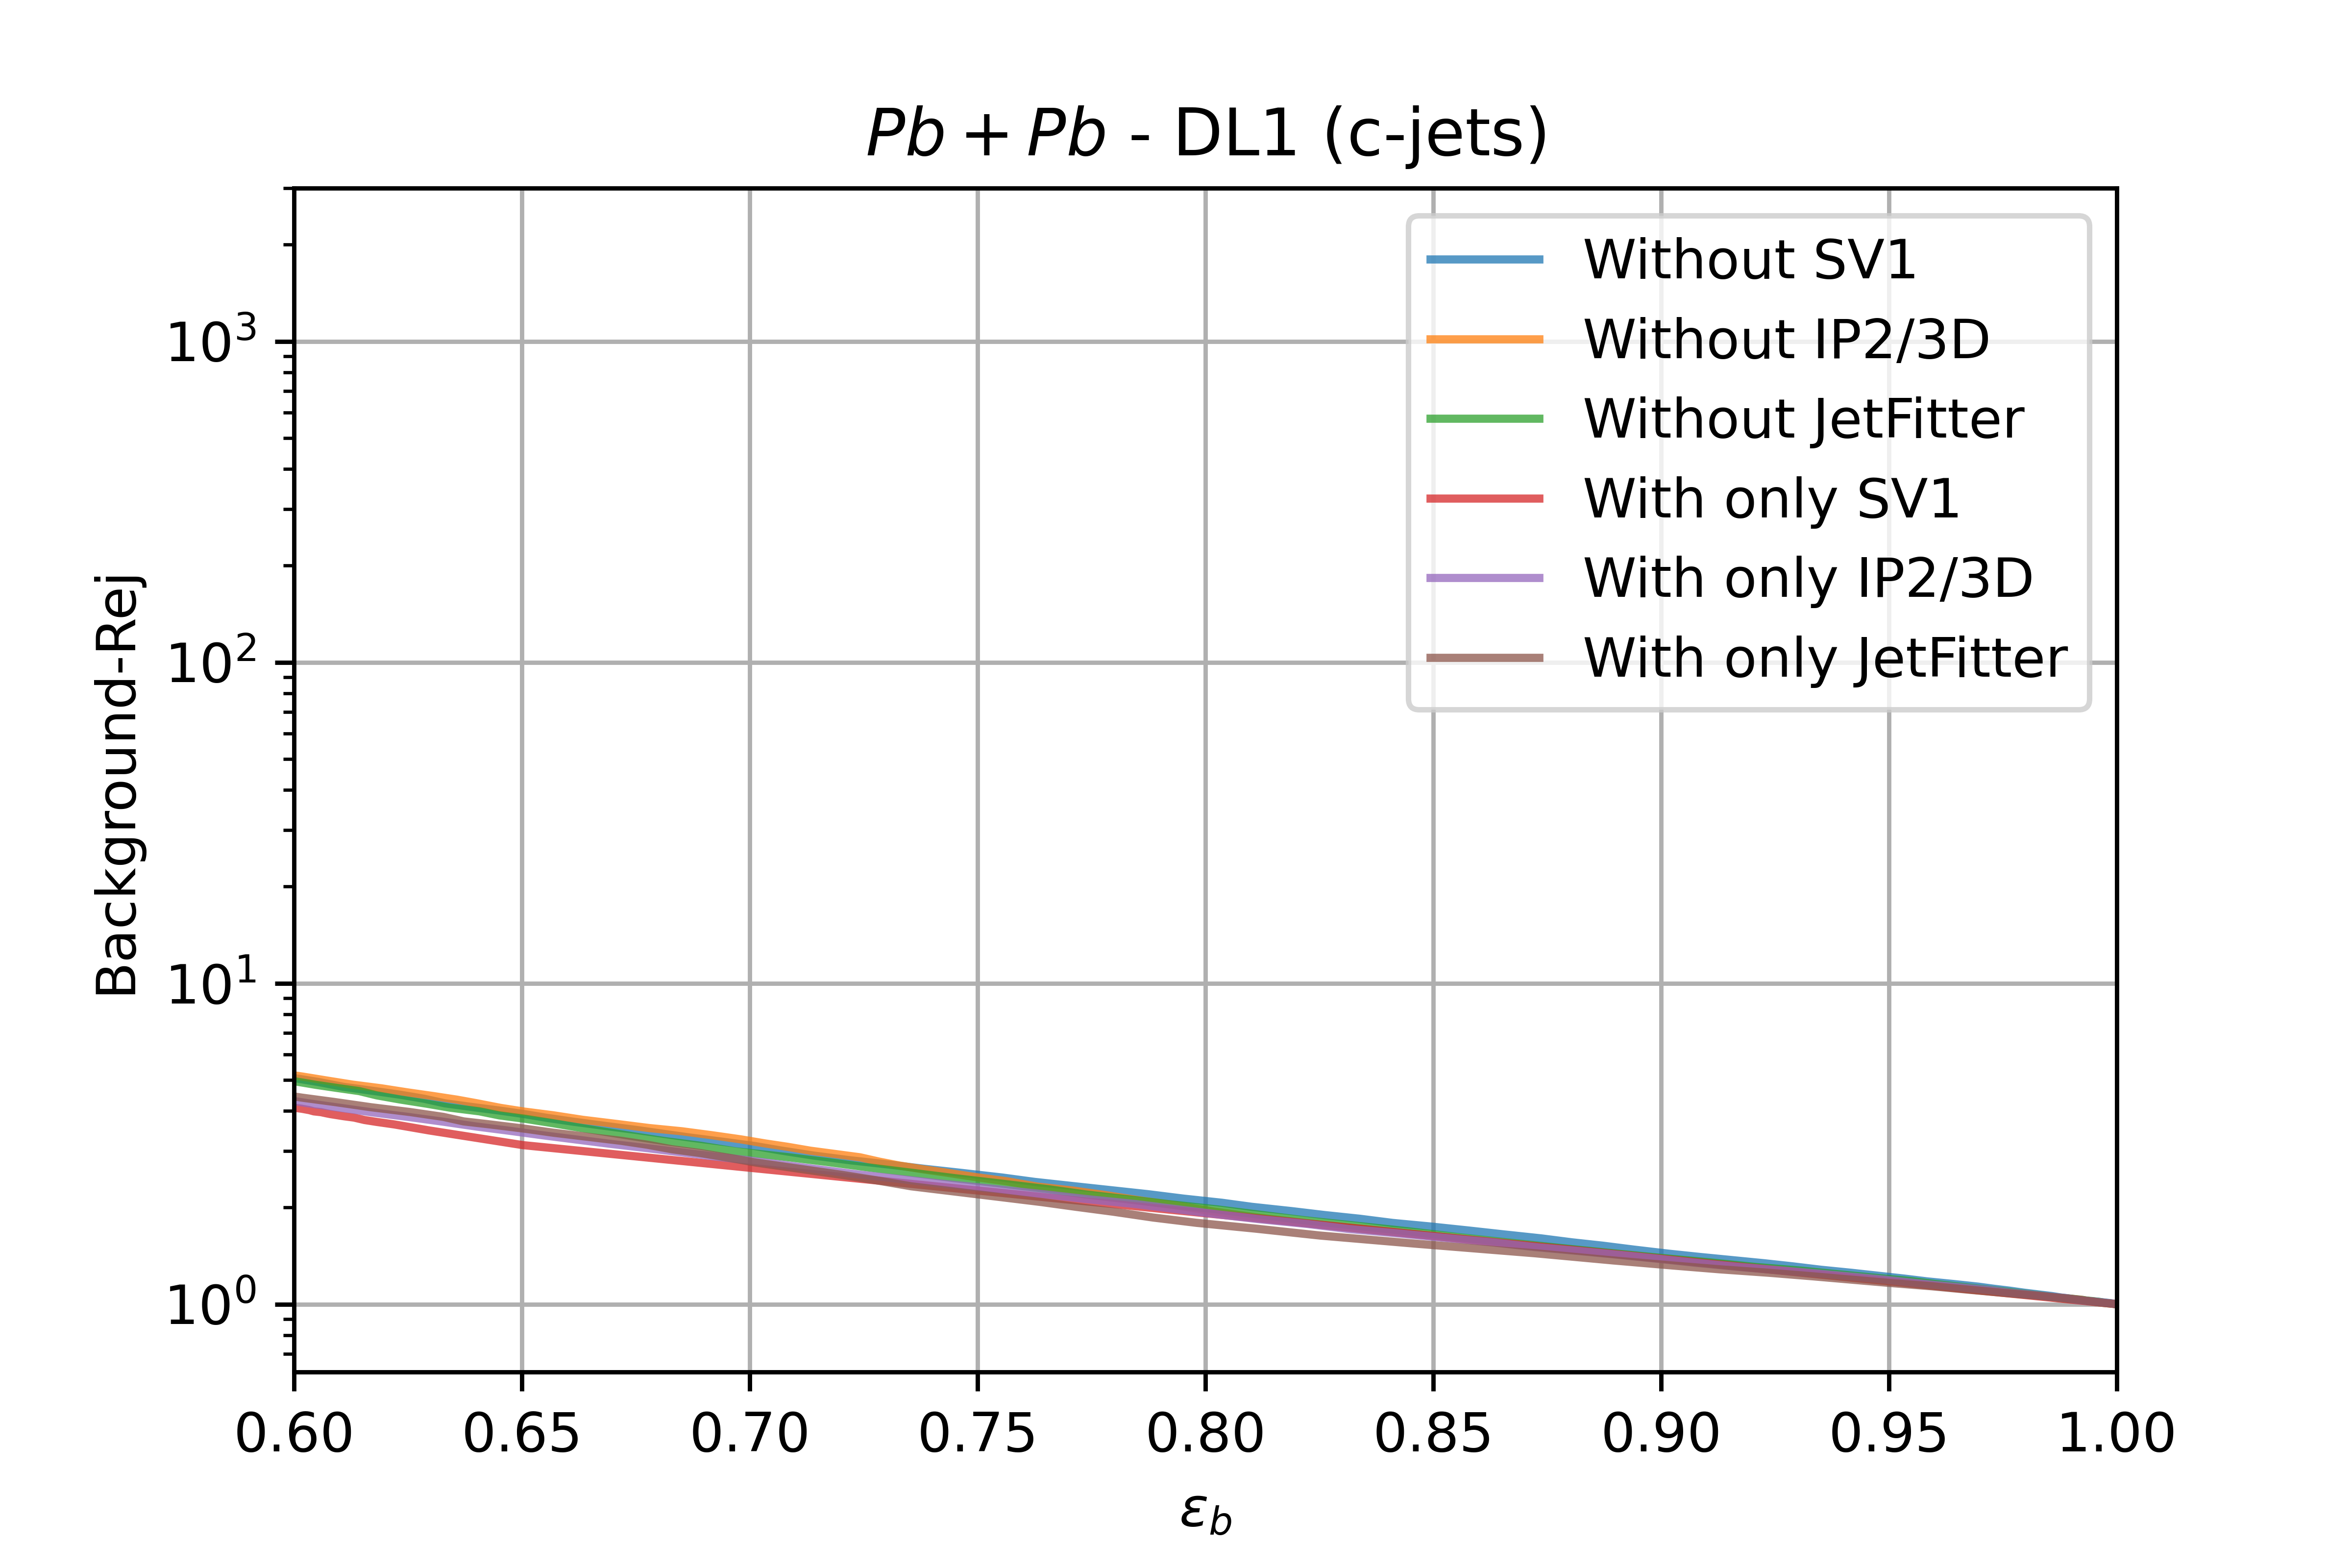 Pb + Pb - DL1 (c-jets)
Without SV1
Without IP2/3D
Without JetFitter
With only SV1
With only IP2/3D
With only JetFitter
Background-Rej
10³
10²
10¹
10⁰
0.60 0.65 0.70 0.75 0.80 0.85 0.90 0.95 1.00
ε_b